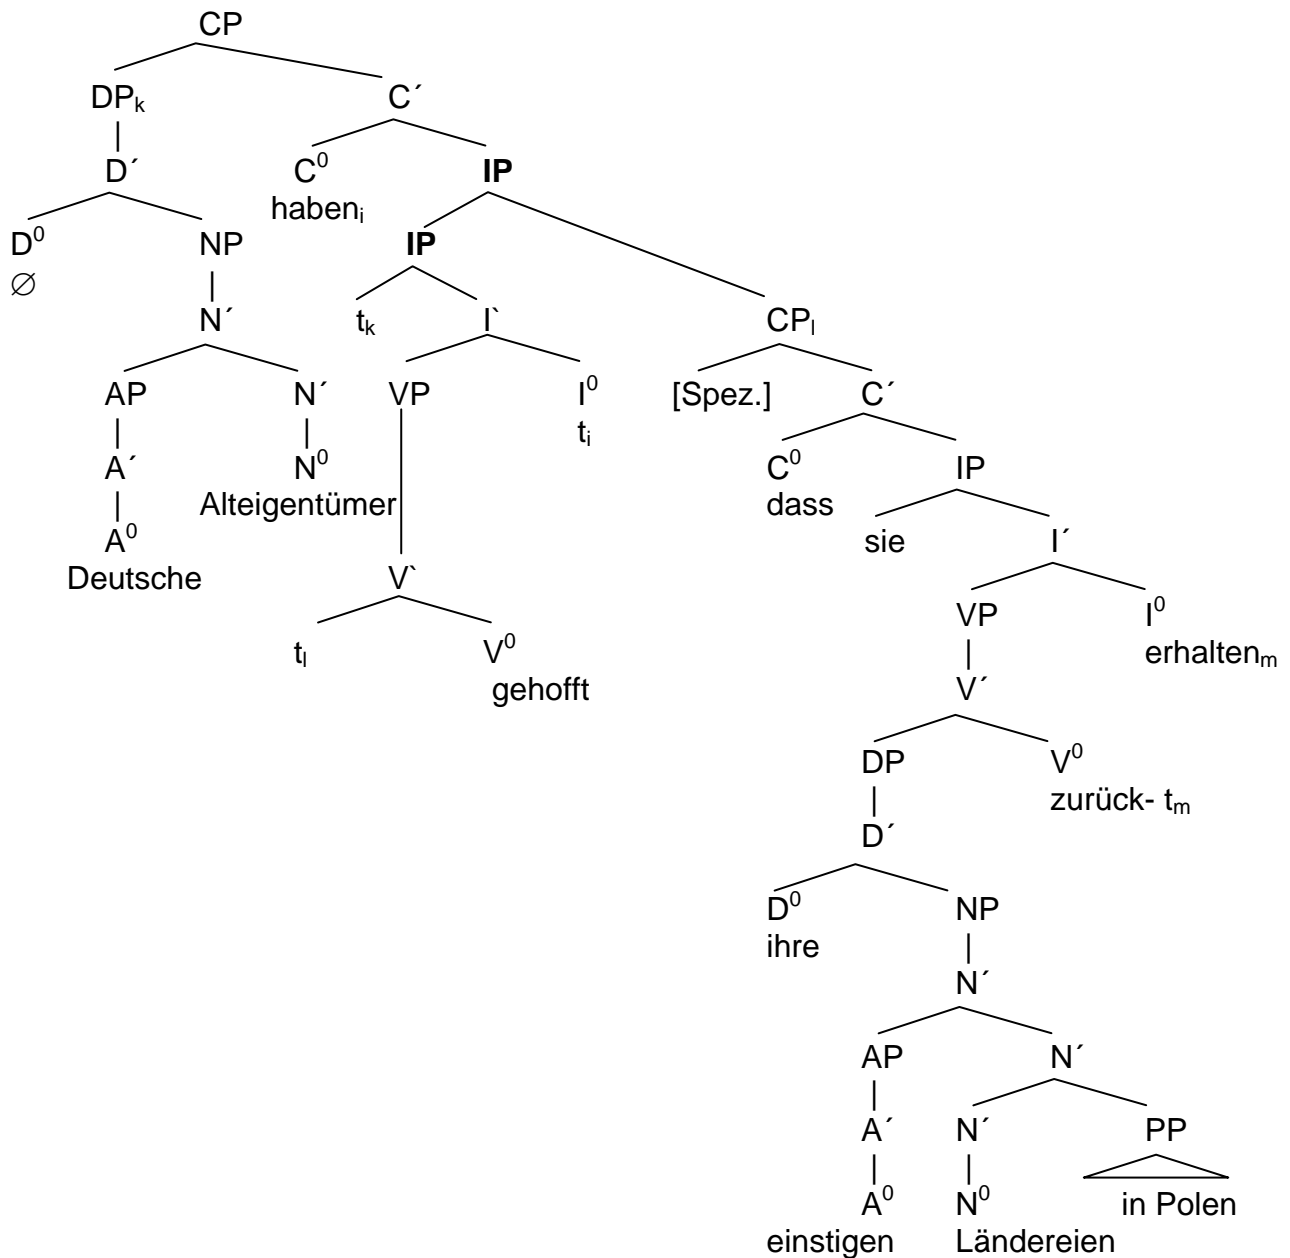 CP
DPₖ C´
D´ C⁰ IP
habenᵢ
D⁰ NP IP
∅
N´ tₖ I` CPₗ
AP N´ VP I⁰ [Spez.] C´
tᵢ
A´ N⁰ C⁰ IP
Alteigentümer dass
A⁰ sie I´
Deutsche V`
VP I⁰
tₗ V⁰ erhaltenₘ
gehofft V´
DP V⁰
zurück- tₘ
D´
D⁰ NP
ihre
N´
AP N´
A´ N´ PP
A⁰ N⁰ in Polen
einstigen Ländereien